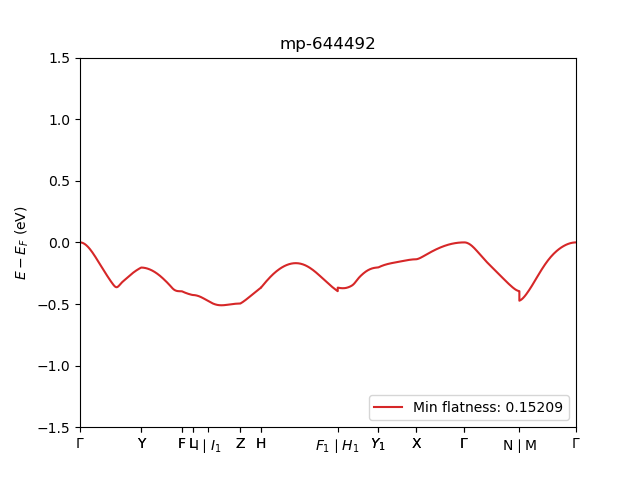 mp-644492
1.5
1.0
0.5
0.0
−0.5
−1.0
−1.5
E − E_F (eV)
Min flatness: 0.15209
Γ Y F L I | I₁ Z H F₁ | H₁ Y₁ X Γ N | M Γ